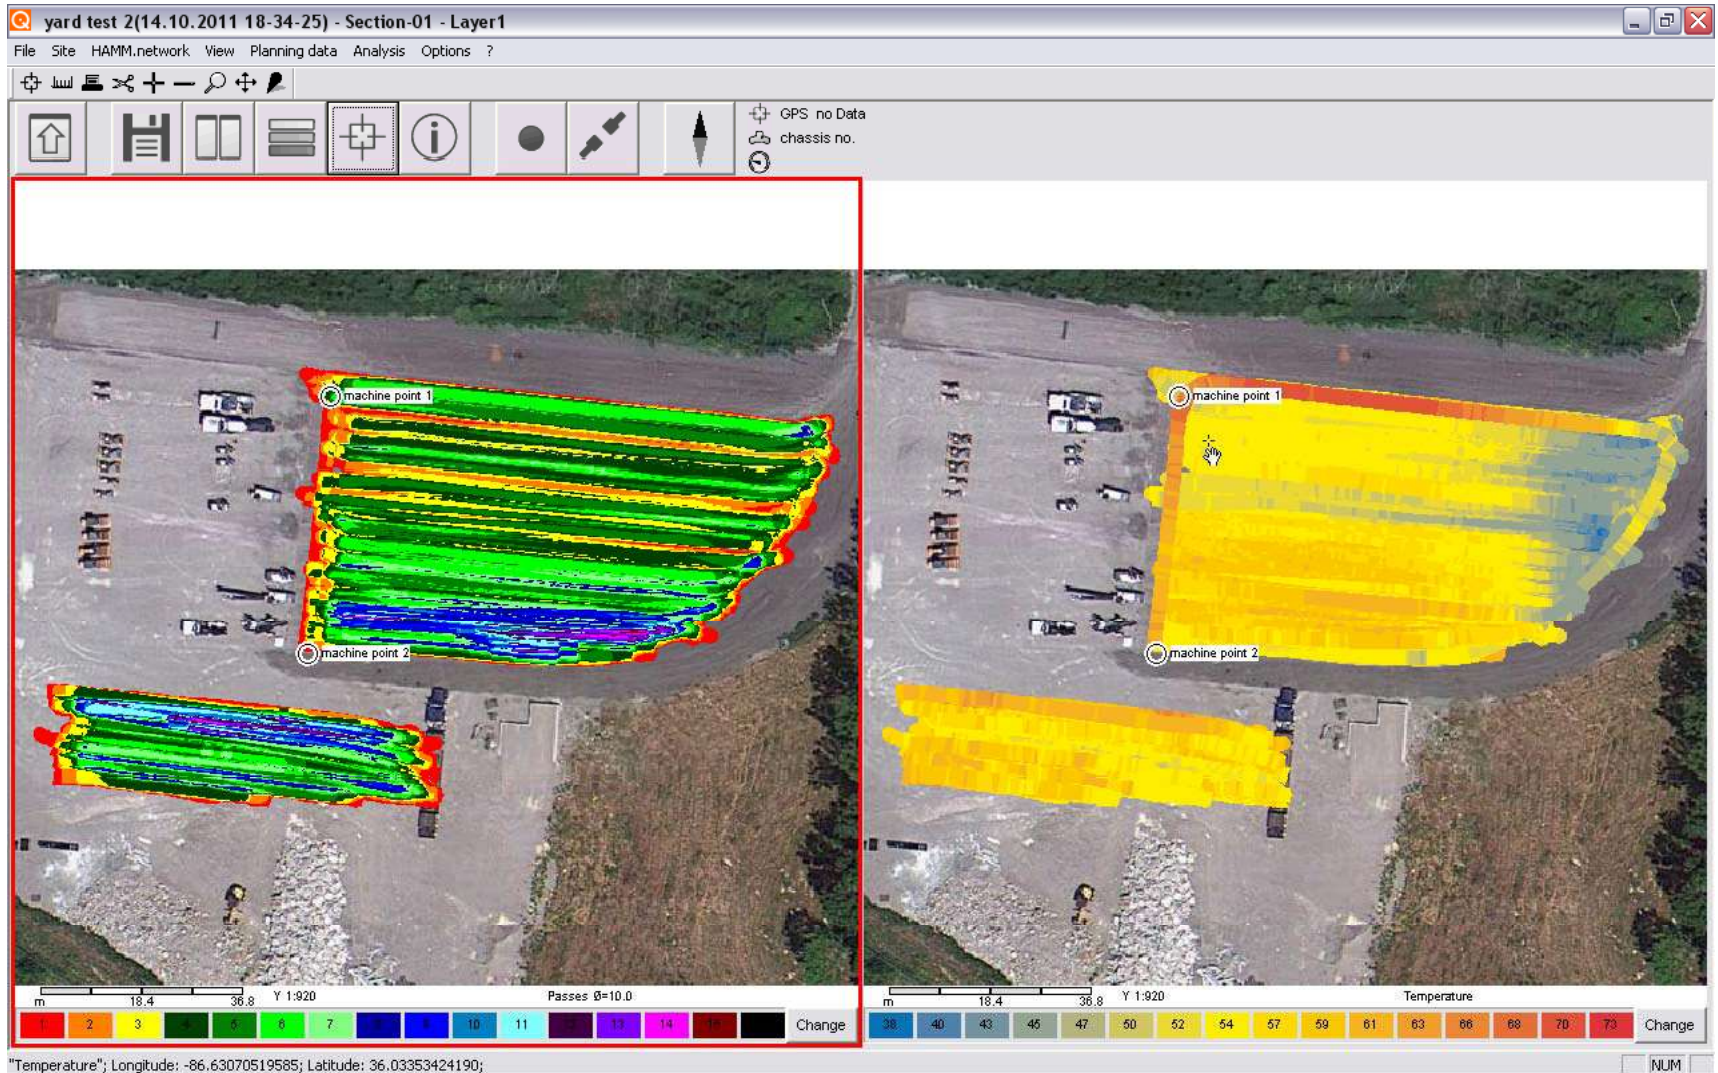 yard test 2(14.10.2011 18-34-25) - Section-01 - Layer1
File Site HAMM.network View Planning data Analysis Options ?
GPS no Data
chassis no.
machine point 1
machine point 1
machine point 2
machine point 2
m 18.4 36.8 Y 1:920 Passes Ø=10.0
m 18.4 36.8 Y 1:920 Temperature
1 2 3 4 5 6 7 8 9 10 11 12 13 14 15 Change
38 40 43 45 47 50 52 54 57 59 61 63 66 68 70 73 Change
"Temperature"; Longitude: -86.63070519585; Latitude: 36.03353424190;
NUM